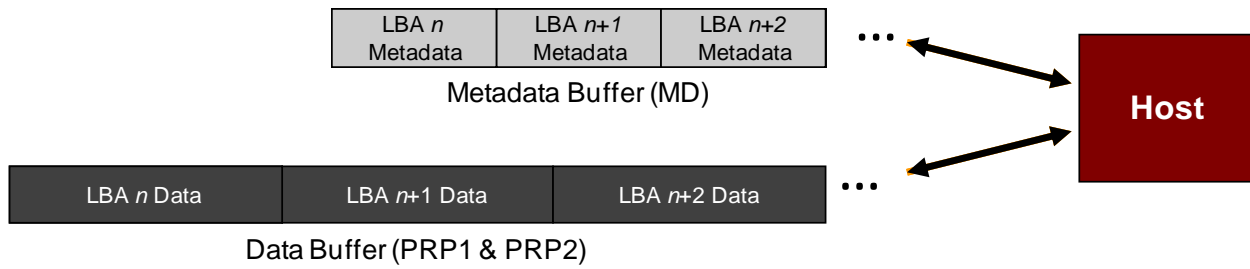 LBA n LBA n+1 LBA n+2
Metadata Metadata Metadata
...
Metadata Buffer (MD)
Host
LBA n Data LBA n+1 Data LBA n+2 Data
...
Data Buffer (PRP1 & PRP2)